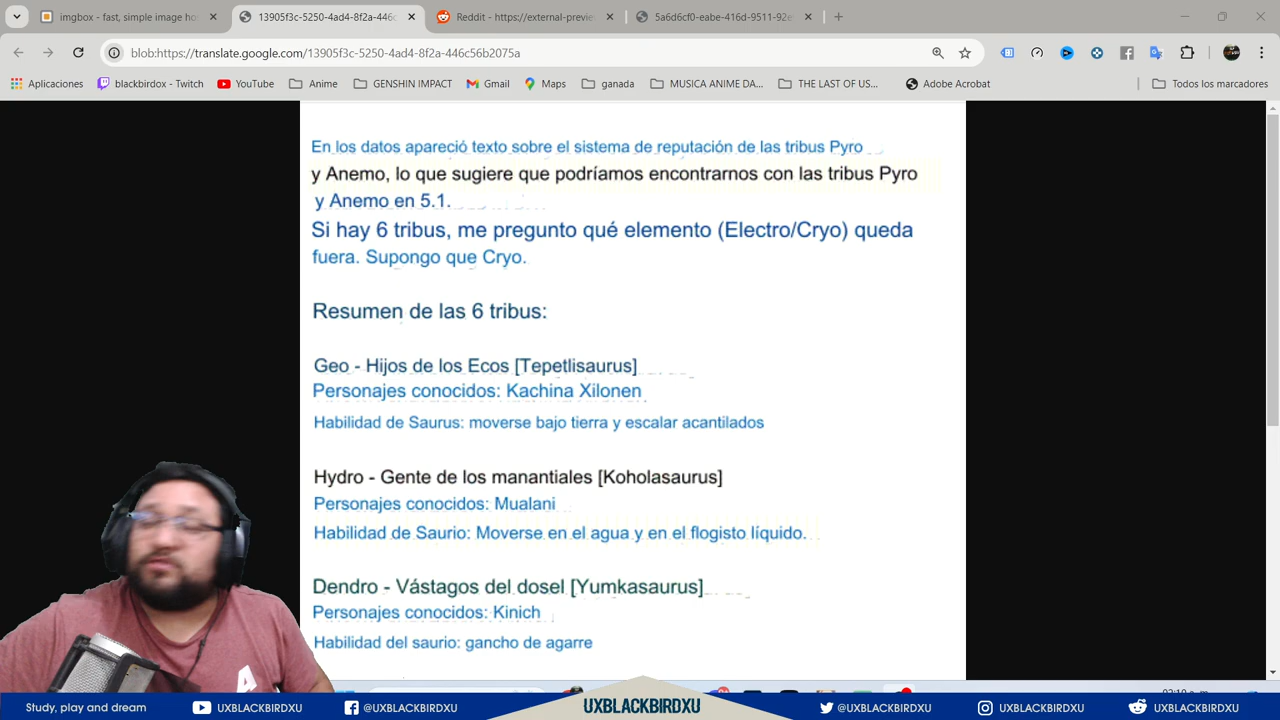 imgbox - fast, simple image ho
13905f3c-5250-4ad4-8f2a-446c
Reddit - https://external-previe
5a6d6cf0-eabe-416d-9511-92e
blob:https://translate.google.com/13905f3c-5250-4ad4-8f2a-446c56b2075a
Aplicaciones
blackbirdox - Twitch
YouTube
Anime
GENSHIN IMPACT
Gmail
Maps
ganada
MUSICA ANIME DA...
THE LAST OF US...
Adobe Acrobat
Todos los marcadores
En los datos apareció texto sobre el sistema de reputación de las tribus Pyro
y Anemo, lo que sugiere que podríamos encontrarnos con las tribus Pyro
y Anemo en 5.1.
Si hay 6 tribus, me pregunto qué elemento (Electro/Cryo) queda
fuera. Supongo que Cryo.
Resumen de las 6 tribus:
Geo - Hijos de los Ecos [Tepetlisaurus]
Personajes conocidos: Kachina Xilonen
Habilidad de Saurus: moverse bajo tierra y escalar acantilados
Hydro - Gente de los manantiales [Koholasaurus]
Personajes conocidos: Mualani
Habilidad de Saurio: Moverse en el agua y en el flogisto líquido.
Dendro - Vástagos del dosel [Yumkasaurus]
Personajes conocidos: Kinich
Habilidad del saurio: gancho de agarre
Study, play and dream
UXBLACKBIRDXU
@UXBLACKBIRDXU
UXBLACKBIRDXU
@UXBLACKBIRDXU
UXBLACKBIRDXU
UXBLACKBIRDXU